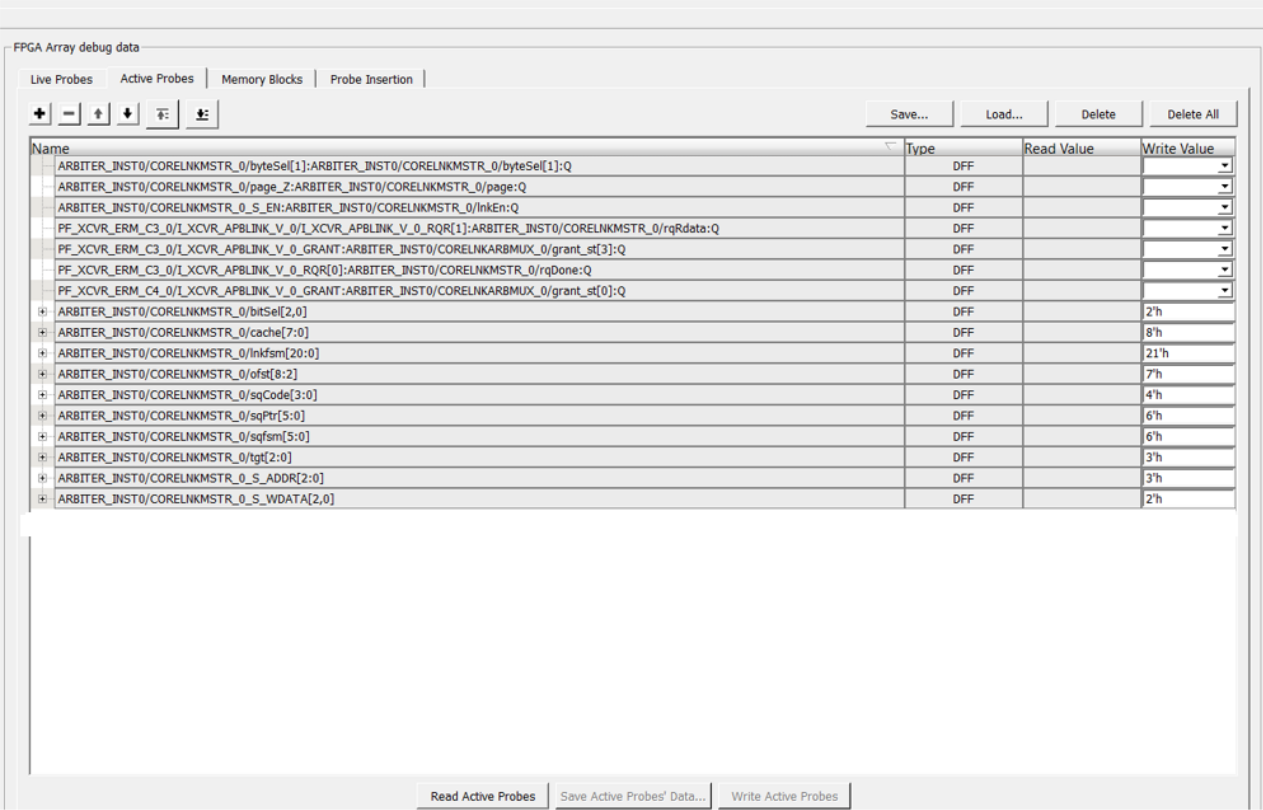 FPGA Array debug data
Live Probes Active Probes Memory Blocks Probe Insertion
Save... Load... Delete Delete All
Name Type Read Value Write Value
ARBITER_INST0/CORELNKMSTR_0/byteSel[1]:ARBITER_INST0/CORELNKMSTR_0/byteSel[1]:Q DFF
ARBITER_INST0/CORELNKMSTR_0/page_Z:ARBITER_INST0/CORELNKMSTR_0/page:Q DFF
ARBITER_INST0/CORELNKMSTR_0_S_EN:ARBITER_INST0/CORELNKMSTR_0/lnkEn:Q DFF
PF_XCVR_ERM_C3_0/I_XCVR_APBLINK_V_0/I_XCVR_APBLINK_V_0_RQR[1]:ARBITER_INST0/CORELNKMSTR_0/rqRdata:Q DFF
PF_XCVR_ERM_C3_0/I_XCVR_APBLINK_V_0_GRANT:ARBITER_INST0/CORELNKARBMUX_0/grant_st[3]:Q DFF
PF_XCVR_ERM_C3_0/I_XCVR_APBLINK_V_0_RQR[0]:ARBITER_INST0/CORELNKMSTR_0/rqDone:Q DFF
PF_XCVR_ERM_C4_0/I_XCVR_APBLINK_V_0_GRANT:ARBITER_INST0/CORELNKARBMUX_0/grant_st[0]:Q DFF
ARBITER_INST0/CORELNKMSTR_0/bitSel[2,0] DFF 2'h
ARBITER_INST0/CORELNKMSTR_0/cache[7:0] DFF 8'h
ARBITER_INST0/CORELNKMSTR_0/lnkfsm[20:0] DFF 21'h
ARBITER_INST0/CORELNKMSTR_0/ofst[8:2] DFF 7'h
ARBITER_INST0/CORELNKMSTR_0/sqCode[3:0] DFF 4'h
ARBITER_INST0/CORELNKMSTR_0/sqPtr[5:0] DFF 6'h
ARBITER_INST0/CORELNKMSTR_0/sqfsm[5:0] DFF 6'h
ARBITER_INST0/CORELNKMSTR_0/tgt[2:0] DFF 3'h
ARBITER_INST0/CORELNKMSTR_0_S_ADDR[2:0] DFF 3'h
ARBITER_INST0/CORELNKMSTR_0_S_WDATA[2,0] DFF 2'h
Read Active Probes Save Active Probes' Data... Write Active Probes